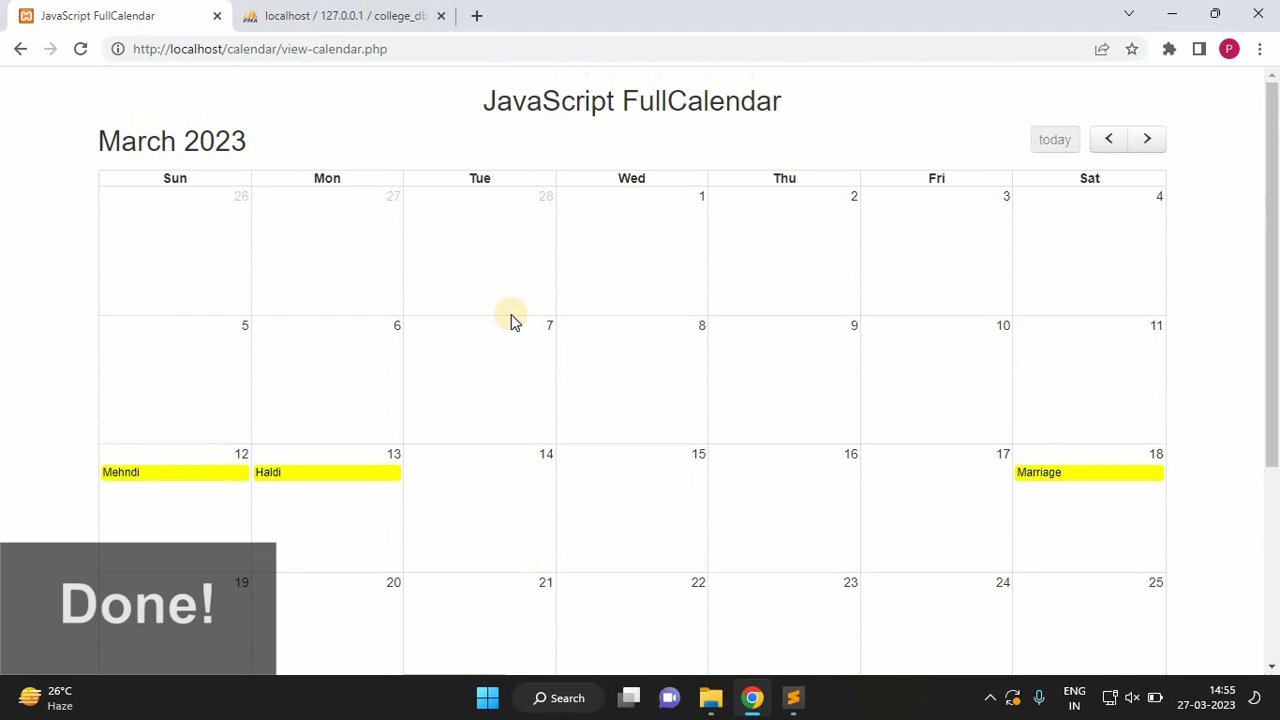 JavaScript FullCalendar
localhost / 127.0.0.1 / college_db
http://localhost/calendar/view-calendar.php
P
JavaScript FullCalendar
March 2023
today
Sun Mon Tue Wed Thu Fri Sat
26 27 28 1 2 3 4
5 6 7 8 9 10 11
12 13 14 15 16 17 18
Mehndi Haldi Marriage
19 20 21 22 23 24 25
Done!
26°C
Haze
Search
ENG
IN
14:55
27-03-2023